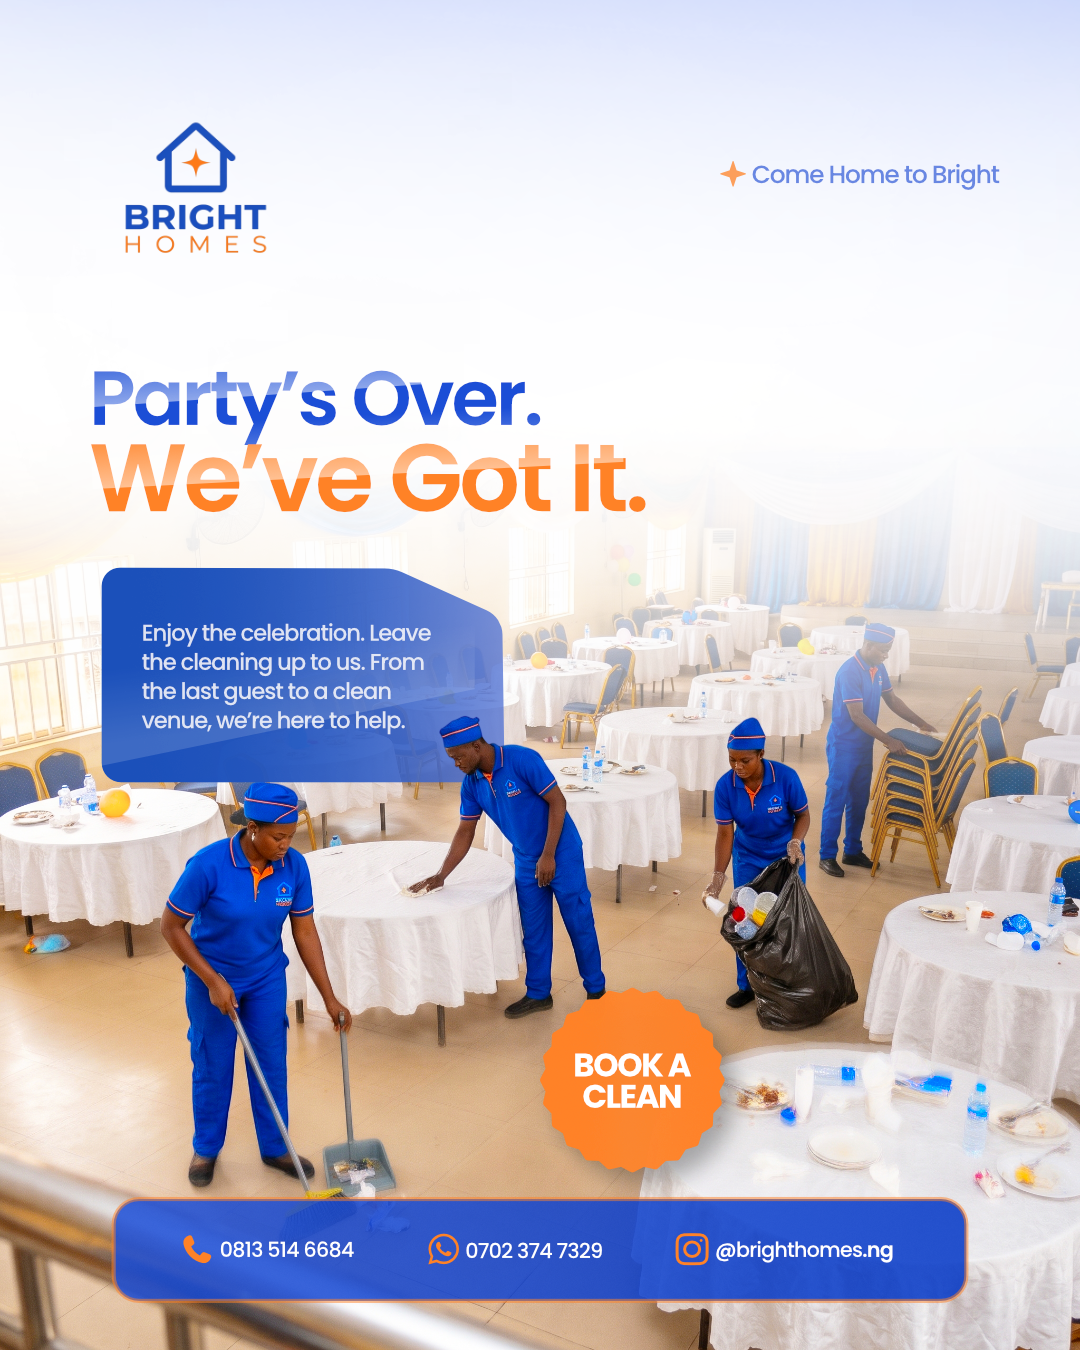 BRIGHT
HOMES
Come Home to Bright
Party's Over.
We've Got It.
Enjoy the celebration. Leave
the cleaning up to us. From
the last guest to a clean
venue, we're here to help.
BOOK A
CLEAN
0813 514 6684
0702 374 7329
@brighthomes.ng